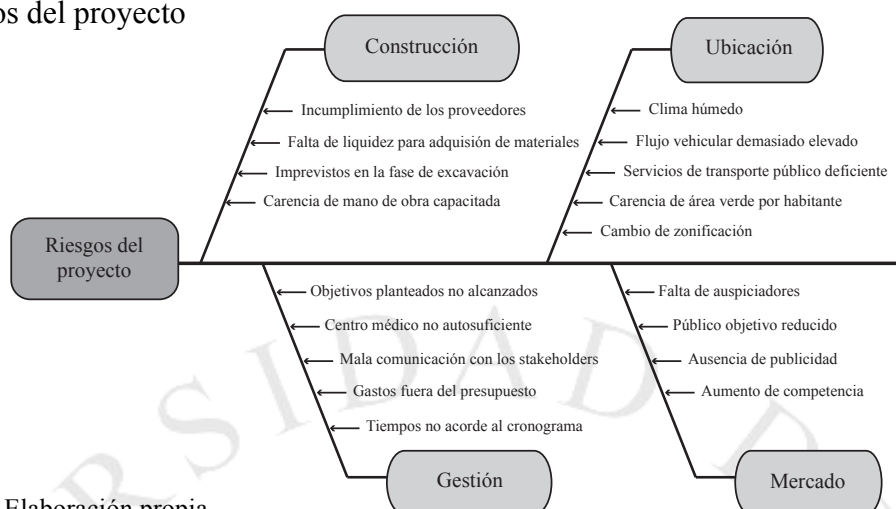 os del proyecto
Construcción
Incumplimiento de los proveedores
Falta de liquidez para adquisión de materiales
Imprevistos en la fase de excavación
Carencia de mano de obra capacitada
Ubicación
Clima húmedo
Flujo vehicular demasiado elevado
Servicios de transporte público deficiente
Carencia de área verde por habitante
Cambio de zonificación
Riesgos del
proyecto
Objetivos planteados no alcanzados
Centro médico no autosuficiente
Mala comunicación con los stakeholders
Gastos fuera del presupuesto
Tiempos no acorde al cronograma
Gestión
Falta de auspiciadores
Público objetivo reducido
Ausencia de publicidad
Aumento de competencia
Mercado
Elaboración propia
RSIDAD D